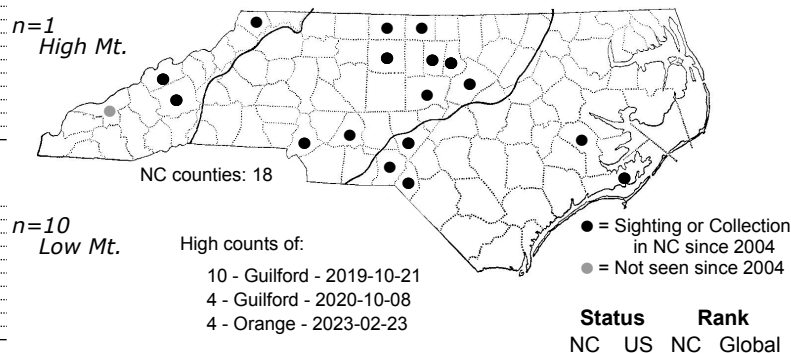 n=1
High Mt.
NC counties: 18
n=10
Low Mt.
High counts of:
10 - Guilford - 2019-10-21
4 - Guilford - 2020-10-08
4 - Orange - 2023-02-23
= Sighting or Collection
in NC since 2004
= Not seen since 2004
Status Rank
NC US NC Global